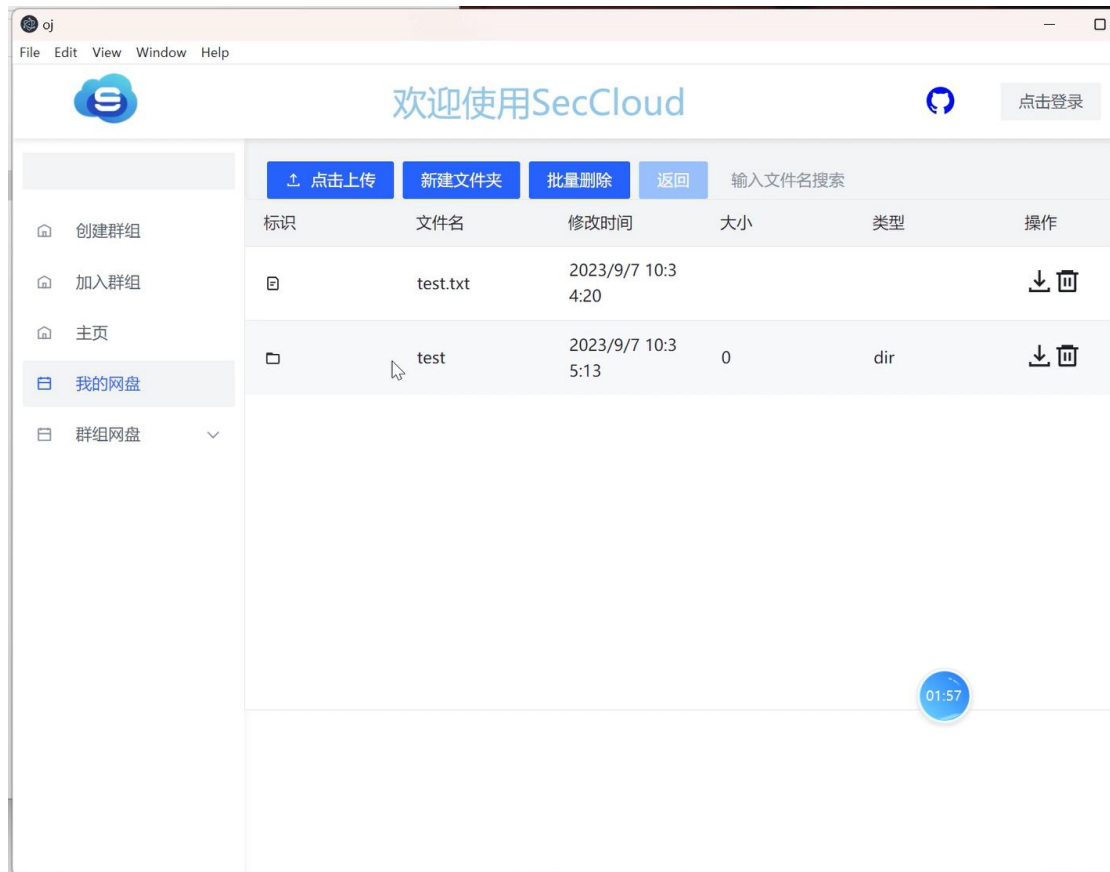 oj
File Edit View Window Help
S
欢迎使用SecCloud
点击登录
点击上传 新建文件夹 批量删除 返回 输入文件名搜索
标识 文件名 修改时间 大小 类型 操作
test.txt 2023/9/7 10:3
4:20
test 2023/9/7 10:3 0 dir
5:13
创建群组
加入群组
主页
我的网盘
群组网盘
01:57